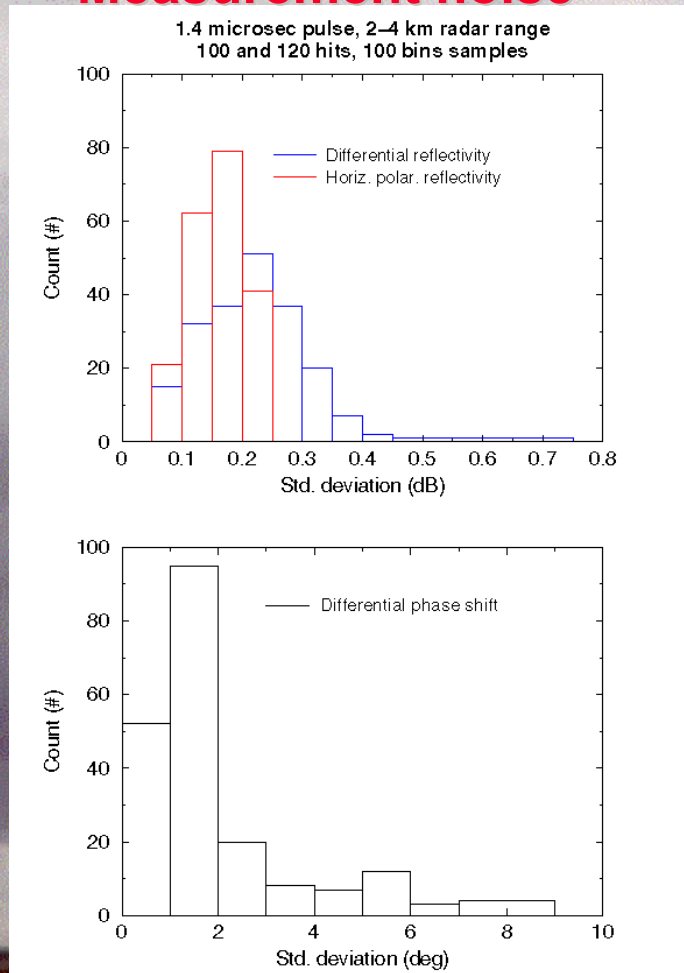 Measurement noise
1.4 microsec pulse, 2–4 km radar range
100 and 120 hits, 100 bins samples
100
80
60
40
20
0
Count (#)
Differential reflectivity
Horiz. polar. reflectivity
0 0.1 0.2 0.3 0.4 0.5 0.6 0.7 0.8
Std. deviation (dB)
100
80
60
40
20
0
Count (#)
Differential phase shift
0 2 4 6 8 10
Std. deviation (deg)